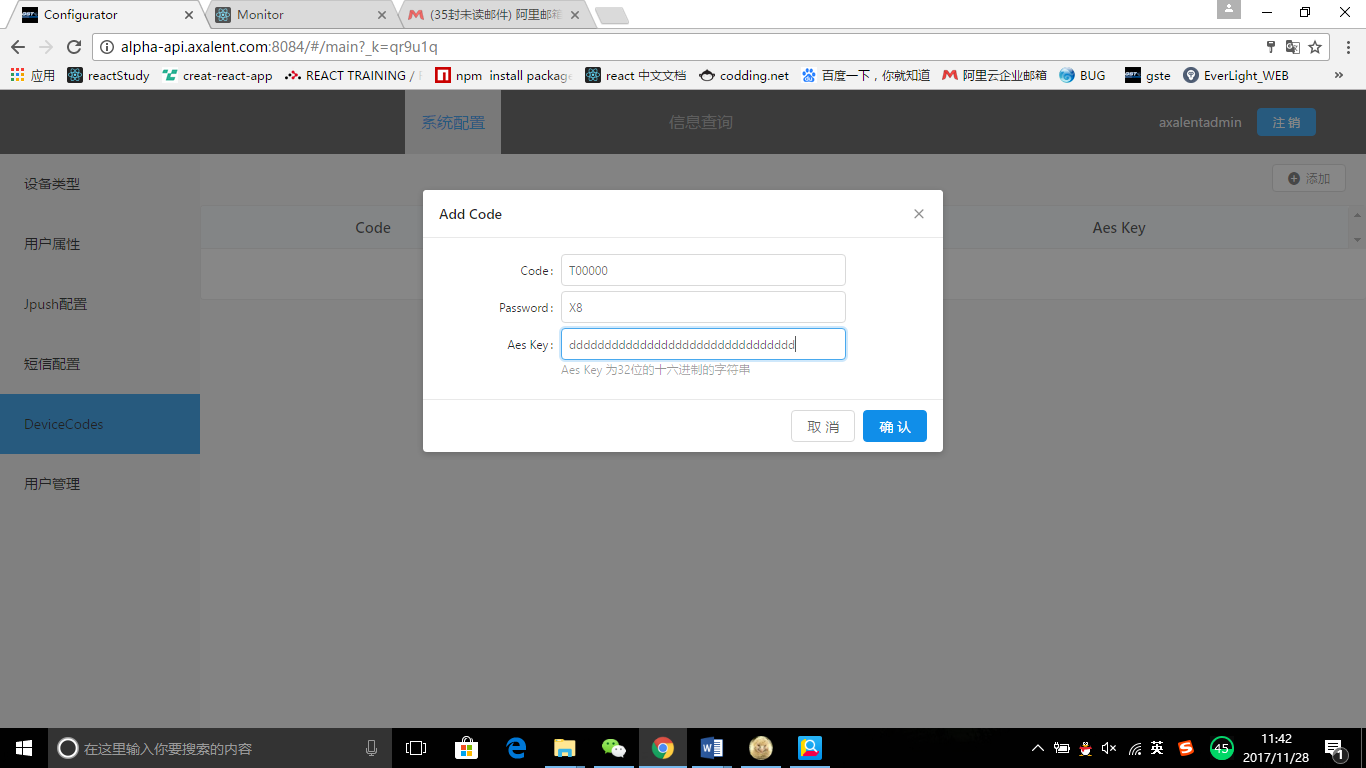 Configurator
Monitor
(35封未读邮件) 阿里邮箱
alpha-api.axalent.com:8084/#/main?_k=qr9u1q
应用
reactStudy
creat-react-app
REACT TRAINING /
npm install package
react 中文文档
codding.net
百度一下，你就知道
阿里云企业邮箱
BUG
gste
EverLight_WEB
»
系统配置
信息查询
axalentadmin
注 销
设备类型
用户属性
Jpush配置
短信配置
DeviceCodes
用户管理
添加
Code
Aes Key
Add Code
Code:
T00000
Password:
X8
Aes Key:
dddddddddddddddddddddddddddddddd
Aes Key 为32位的十六进制的字符串
取 消
确 认
在这里输入你要搜索的内容
英
45
11:42
2017/11/28
1